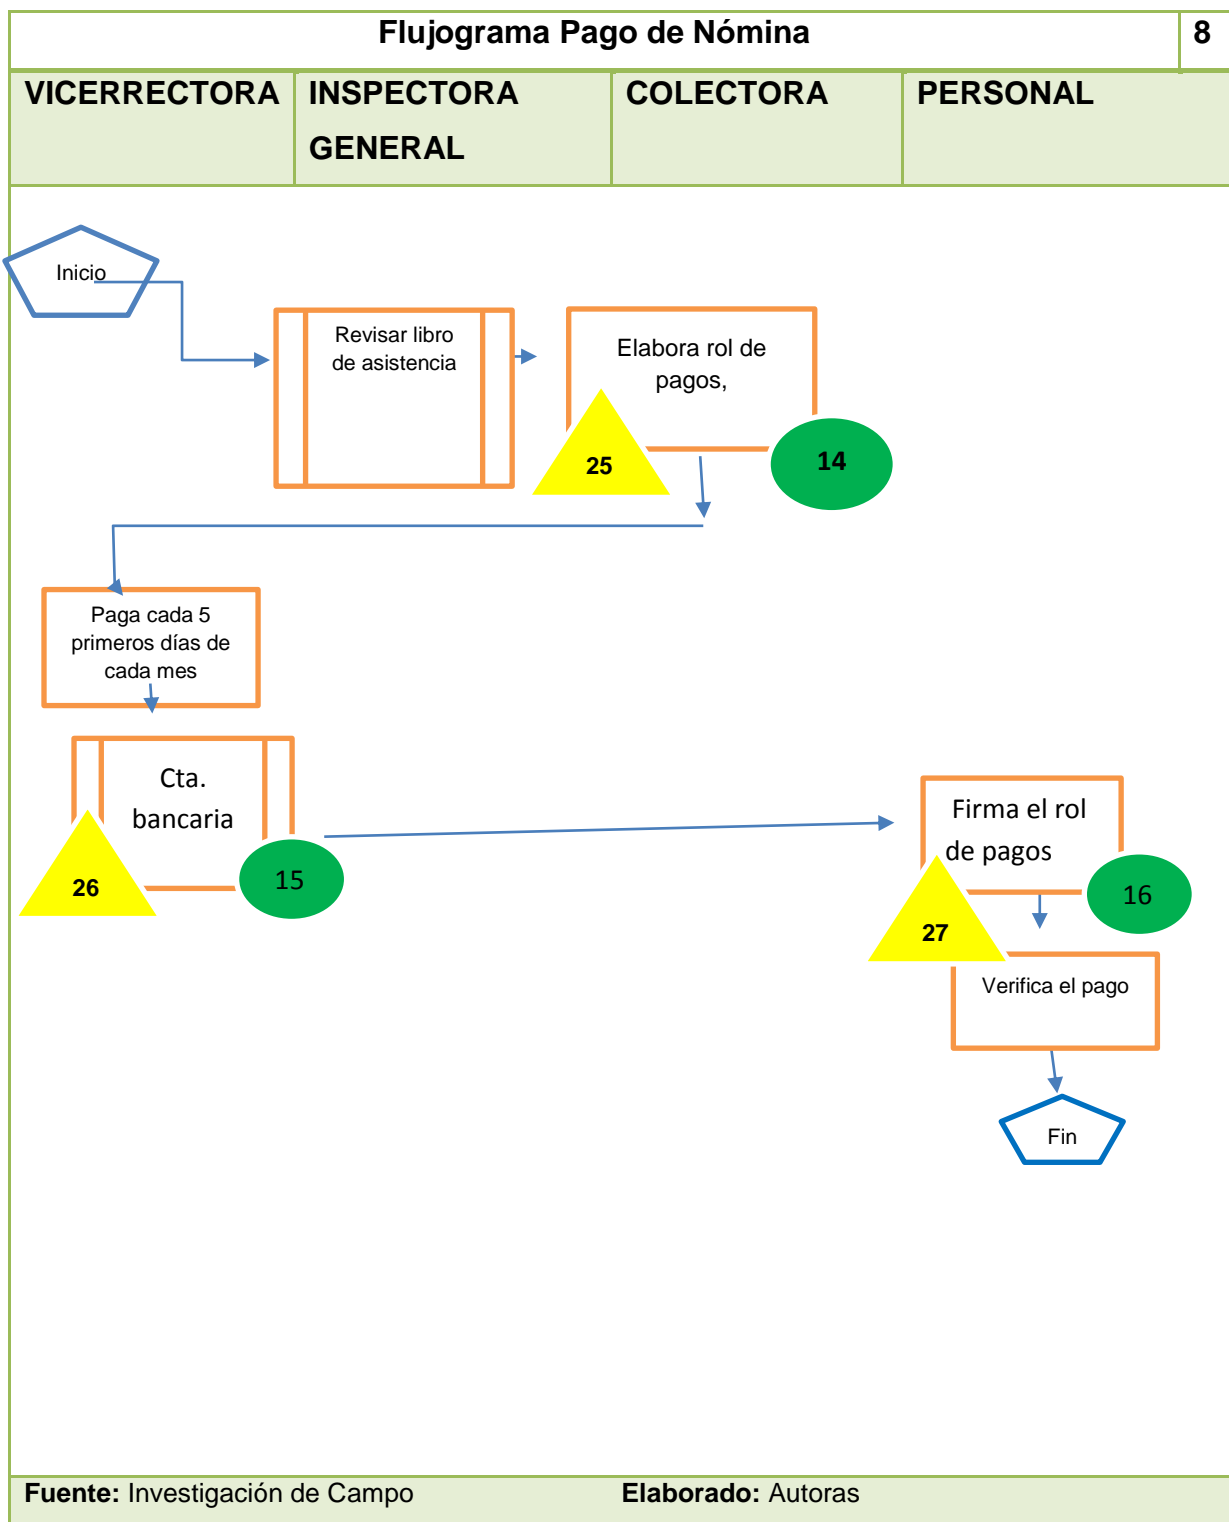 Flujograma Pago de Nómina
8
VICERRECTORA
INSPECTORA
GENERAL
COLECTORA
PERSONAL
Inicio
Revisar libro
de asistencia
Elabora rol de
pagos,
25
14
Paga cada 5
primeros días de
cada mes
Cta.
bancaria
26
15
Firma el rol
de pagos
27
16
Verifica el pago
Fin
Fuente: Investigación de Campo
Elaborado: Autoras